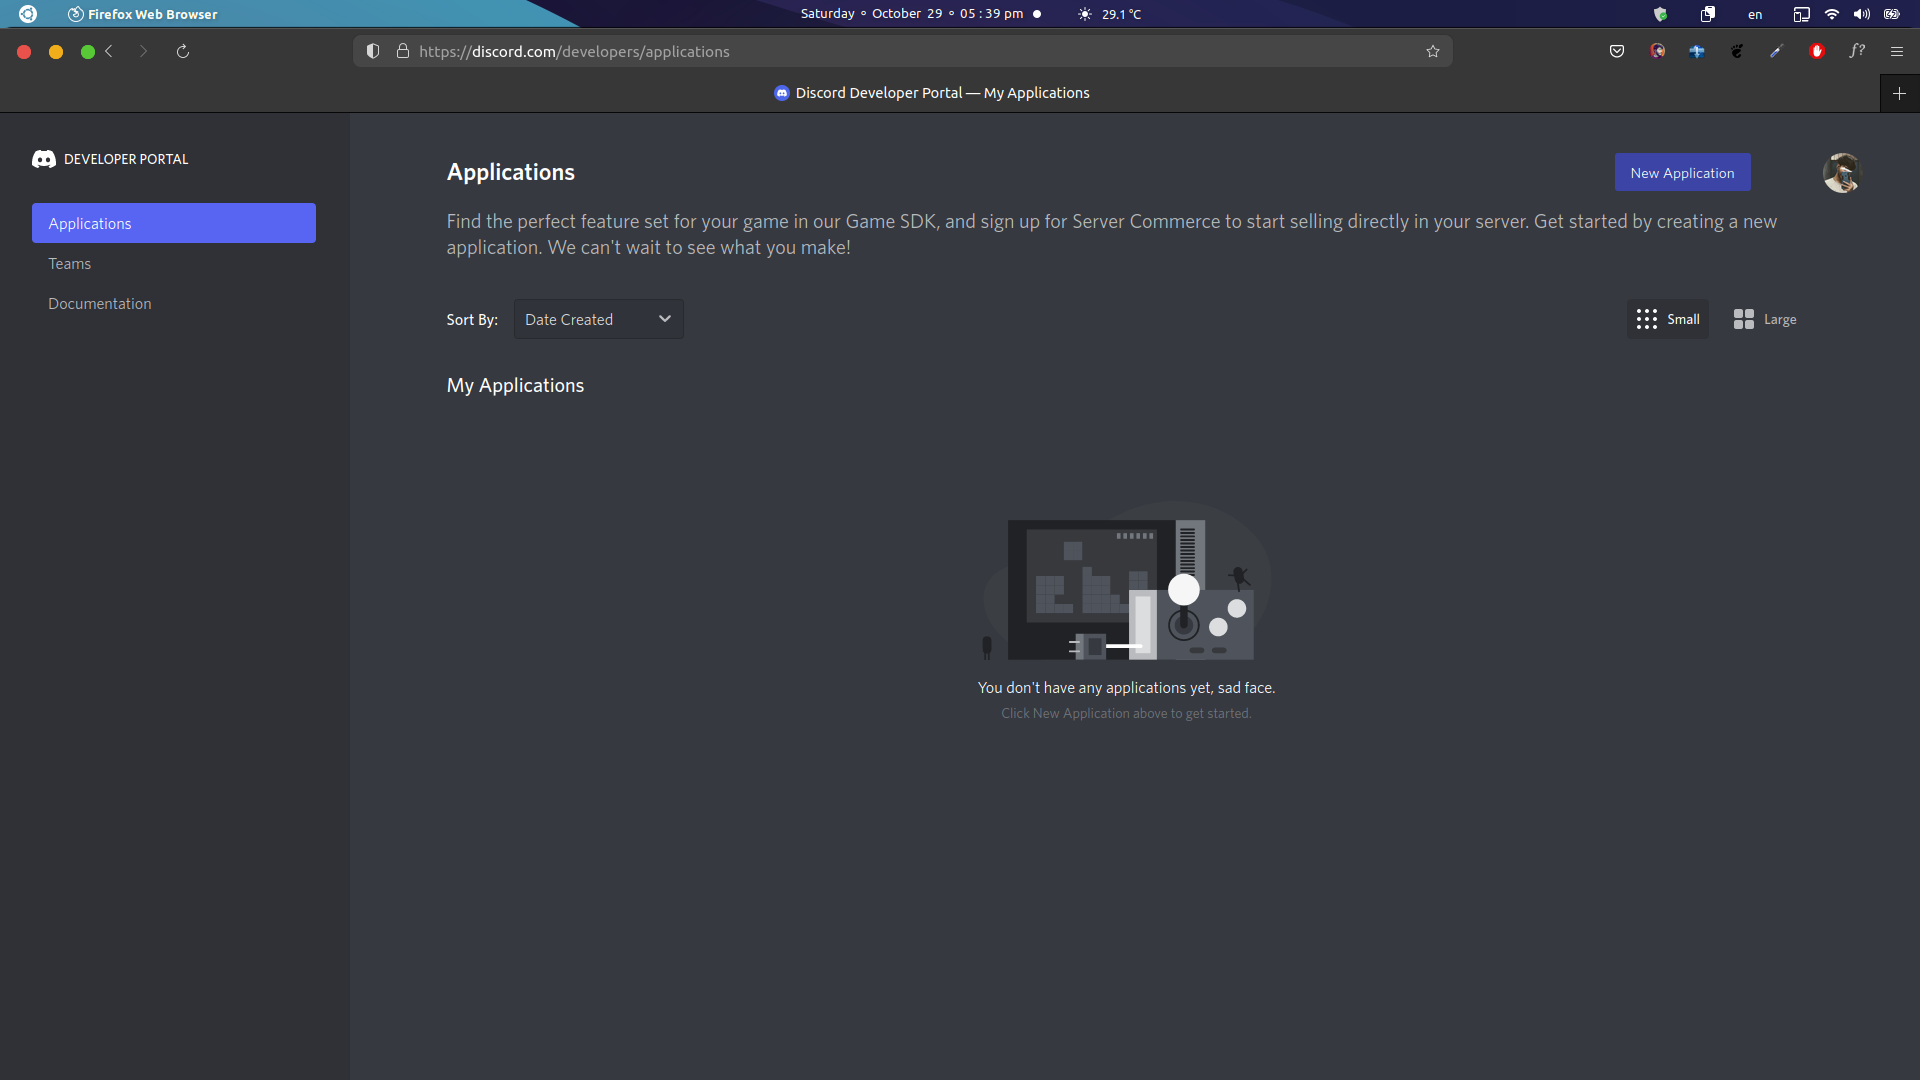 Firefox Web Browser
Saturday ∘ October 29 ∘ 05:39 pm
29.1 °C
en
https://discord.com/developers/applications
f?
Discord Developer Portal — My Applications
DEVELOPER PORTAL
Applications
Teams
Documentation
Applications
New Application
Find the perfect feature set for your game in our Game SDK, and sign up for Server Commerce to start selling directly in your server. Get started by creating a new
application. We can't wait to see what you make!
Sort By:
Date Created
Small
Large
My Applications
You don't have any applications yet, sad face.
Click New Application above to get started.